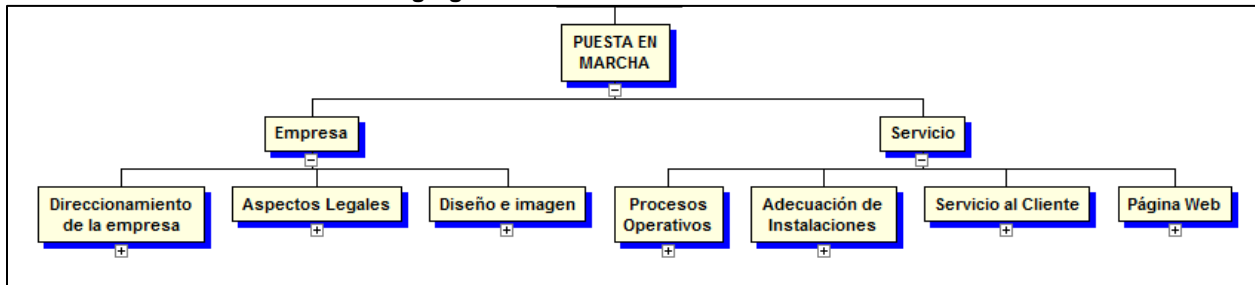 PUESTA EN
MARCHA
Empresa
Servicio
Direccionamiento
de la empresa
Aspectos Legales
Diseño e imagen
Procesos
Operativos
Adecuación de
Instalaciones
Servicio al Cliente
Página Web